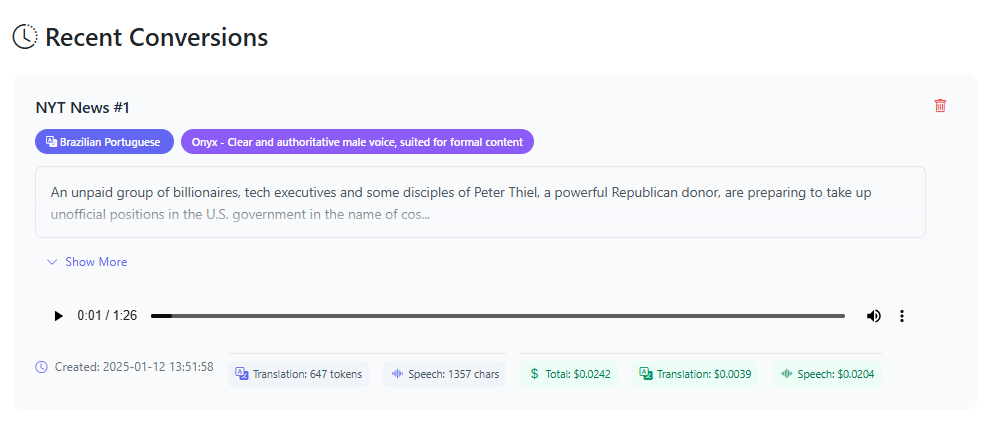 Recent Conversions
NYT News #1
Brazilian Portuguese
Onyx - Clear and authoritative male voice, suited for formal content
An unpaid group of billionaires, tech executives and some disciples of Peter Thiel, a powerful Republican donor, are preparing to take up
unofficial positions in the U.S. government in the name of cos...
Show More
0:01 / 1:26
Created: 2025-01-12 13:51:58
Translation: 647 tokens
Speech: 1357 chars
$ Total: $0.0242
Translation: $0.0039
Speech: $0.0204